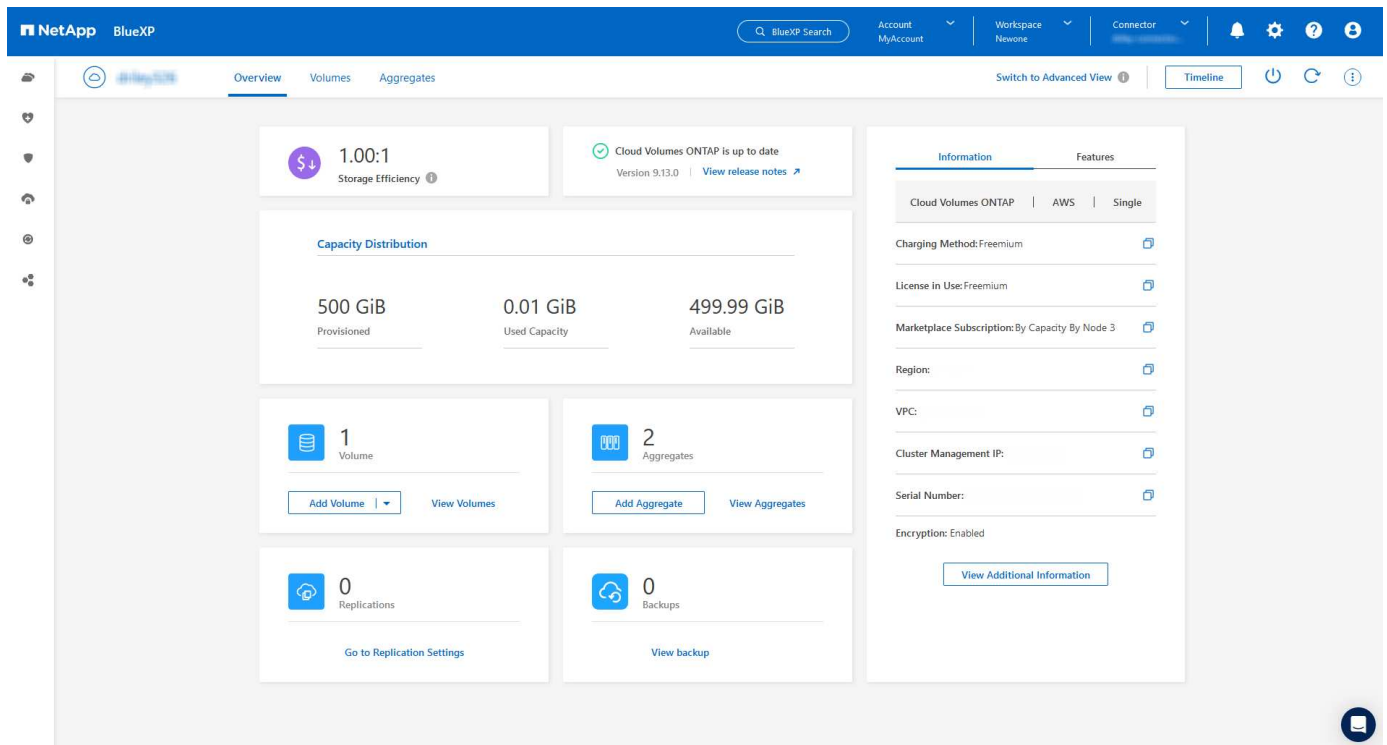 NetApp BlueXP
BlueXP Search
Account
MyAccount
Workspace
Newone
Connector
Overview Volumes Aggregates
Switch to Advanced View
Timeline
1.00:1
Storage Efficiency
Cloud Volumes ONTAP is up to date
Version 9.13.0 | View release notes
Capacity Distribution
500 GiB
Provisioned
0.01 GiB
Used Capacity
499.99 GiB
Available
1
Volume
Add Volume
View Volumes
2
Aggregates
Add Aggregate
View Aggregates
0
Replications
Go to Replication Settings
0
Backups
View backup
Information Features
Cloud Volumes ONTAP | AWS | Single
Charging Method: Freemium
License in Use: Freemium
Marketplace Subscription: By Capacity By Node 3
Region:
VPC:
Cluster Management IP:
Serial Number:
Encryption: Enabled
View Additional Information